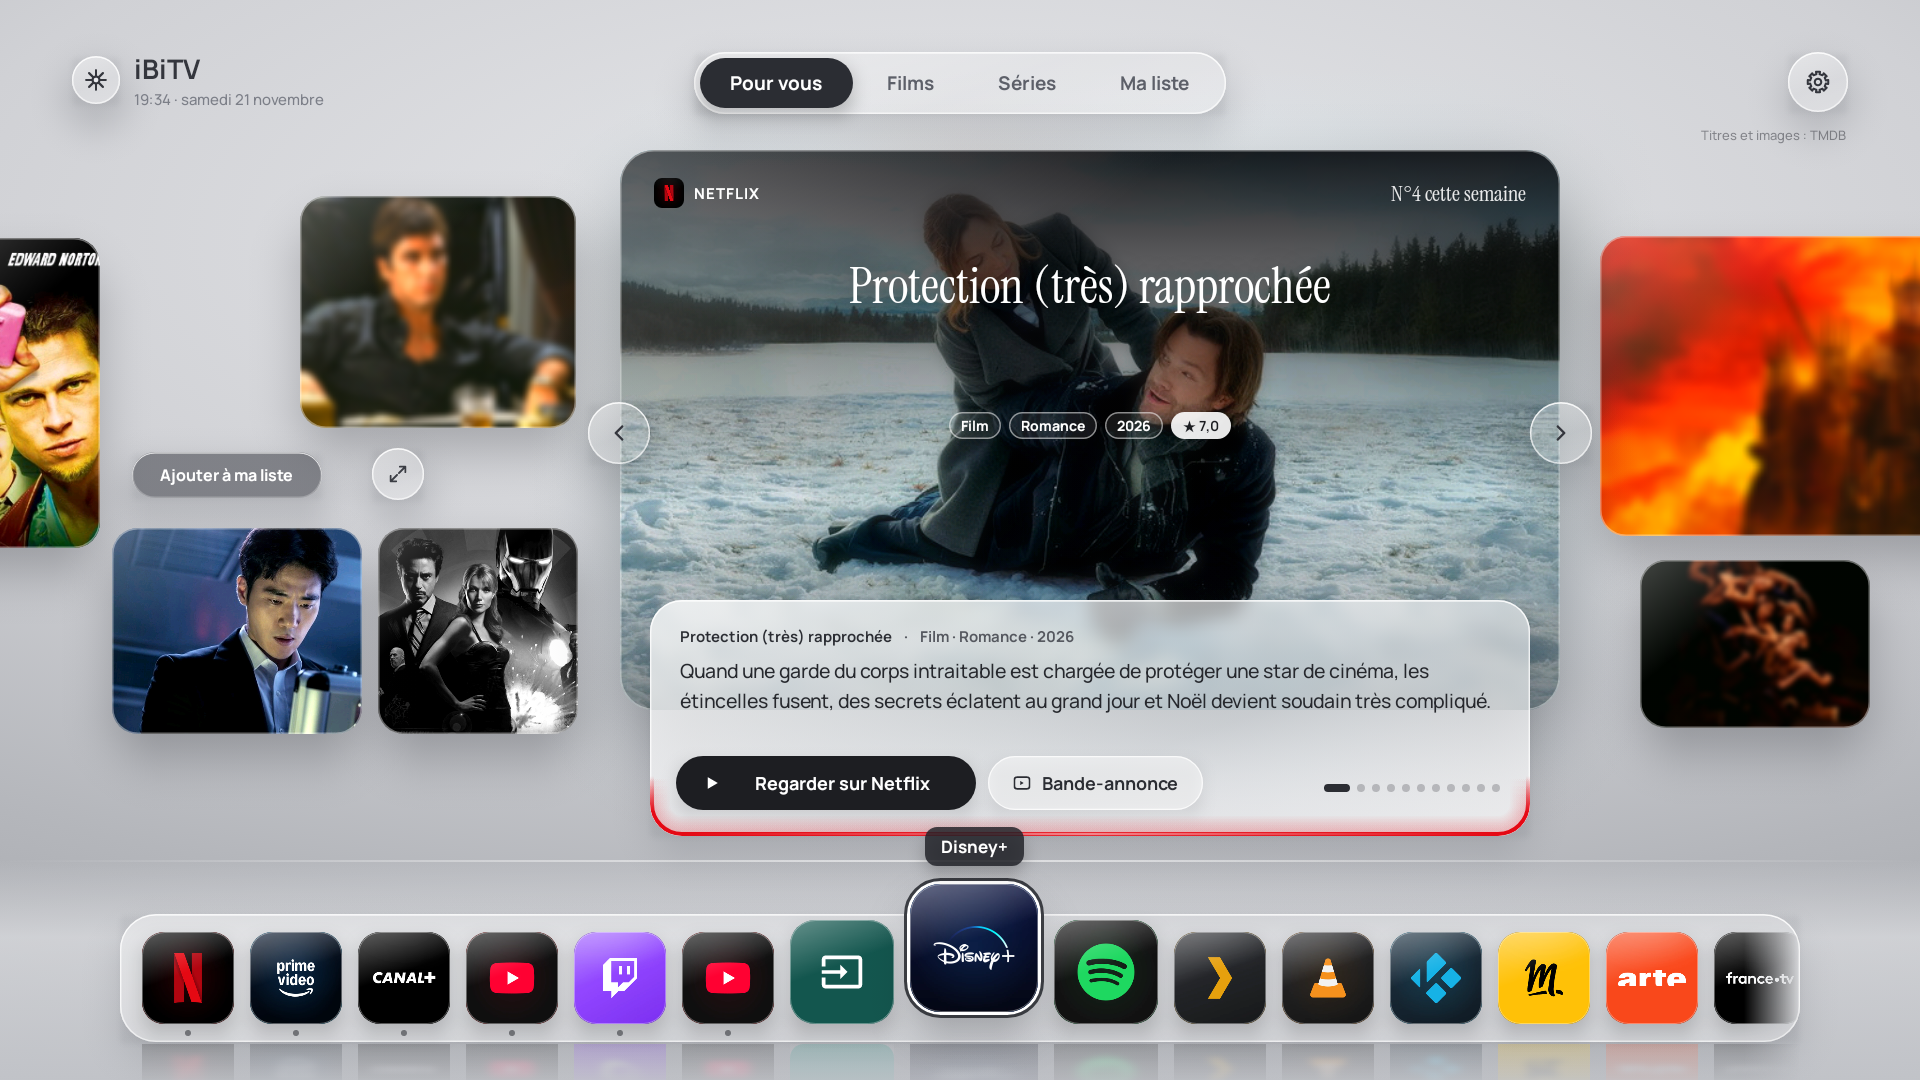 iBiTV
19:34 · samedi 21 novembre
Pour vous
Films
Séries
Ma liste
Titres et images : TMDB
EDWARD NORTO
NETFLIX
N°4 cette semaine
Protection (très) rapprochée
Film
Romance
2026
★ 7,0
Ajouter à ma liste
Protection (très) rapprochée · Film · Romance · 2026
Quand une garde du corps intraitable est chargée de protéger une star de cinéma, les
étincelles fusent, des secrets éclatent au grand jour et Noël devient soudain très compliqué.
Regarder sur Netflix
Bande-annonce
Disney+
N
prime video
CANAL+
Disney+
m.
arte
france•tv